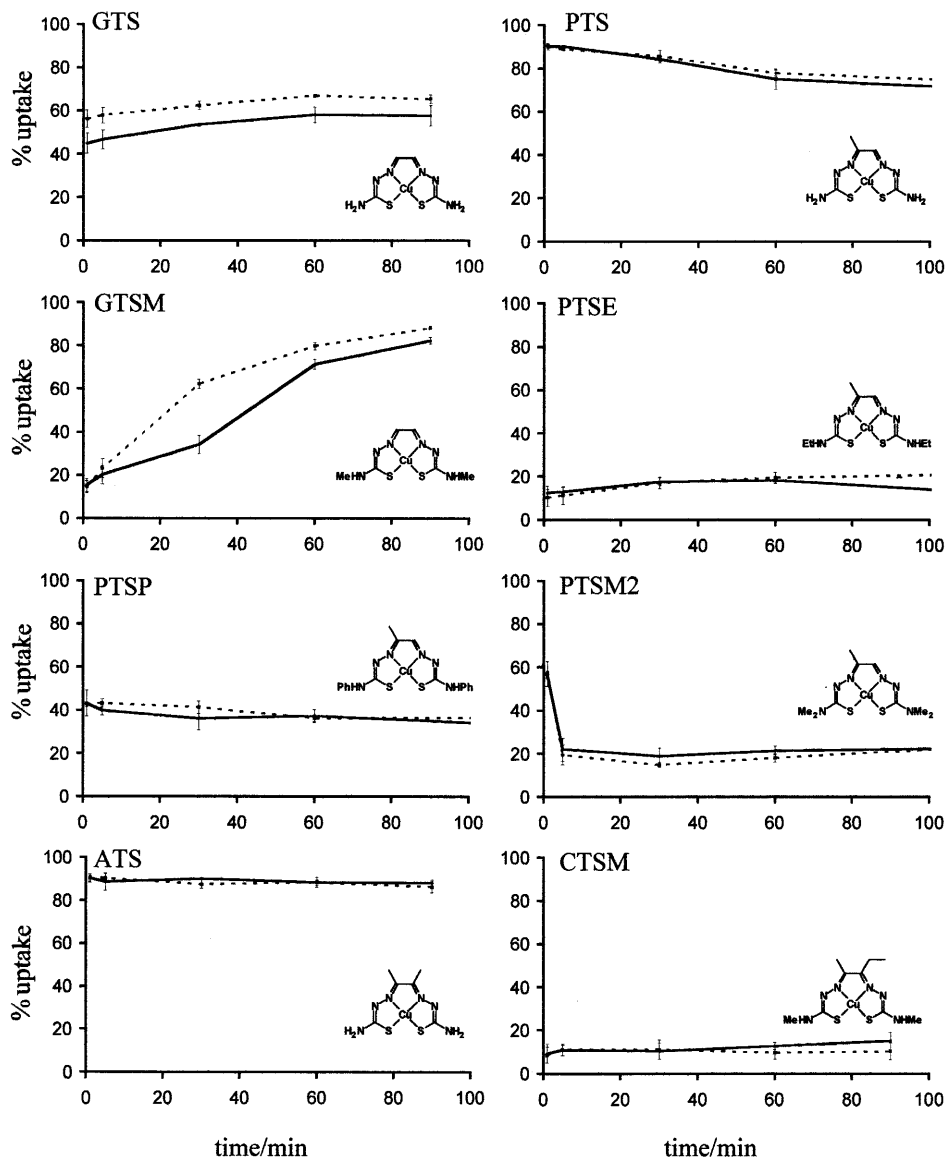 GTS
% uptake
100
80
60
40
20
0
0 20 40 60 80 100
N N
N N
Cu
H₂N S S NH₂
PTS
100
80
60
40
20
0
0 20 40 60 80 100
N N
N N
Cu
H₂N S S NH₂
GTSM
% uptake
100
80
60
40
20
0
0 20 40 60 80 100
N N
N N
Cu
MeHN S S NHMe
PTSE
100
80
60
40
20
0
0 20 40 60 80 100
N N
N N
Cu
EtHN S S NHEt
PTSP
% uptake
100
80
60
40
20
0
0 20 40 60 80 100
N N
N N
Cu
PhHN S S NHPh
PTSM2
100
80
60
40
20
0
0 20 40 60 80 100
N N
N N
Cu
Me₂N S S NMe₂
ATS
% uptake
100
80
60
40
20
0
0 20 40 60 80 100
N N
N N
Cu
H₂N S S NH₂
CTSM
100
80
60
40
20
0
0 20 40 60 80 100
N N
N N
Cu
MeHN S S NHMe
time/min
time/min